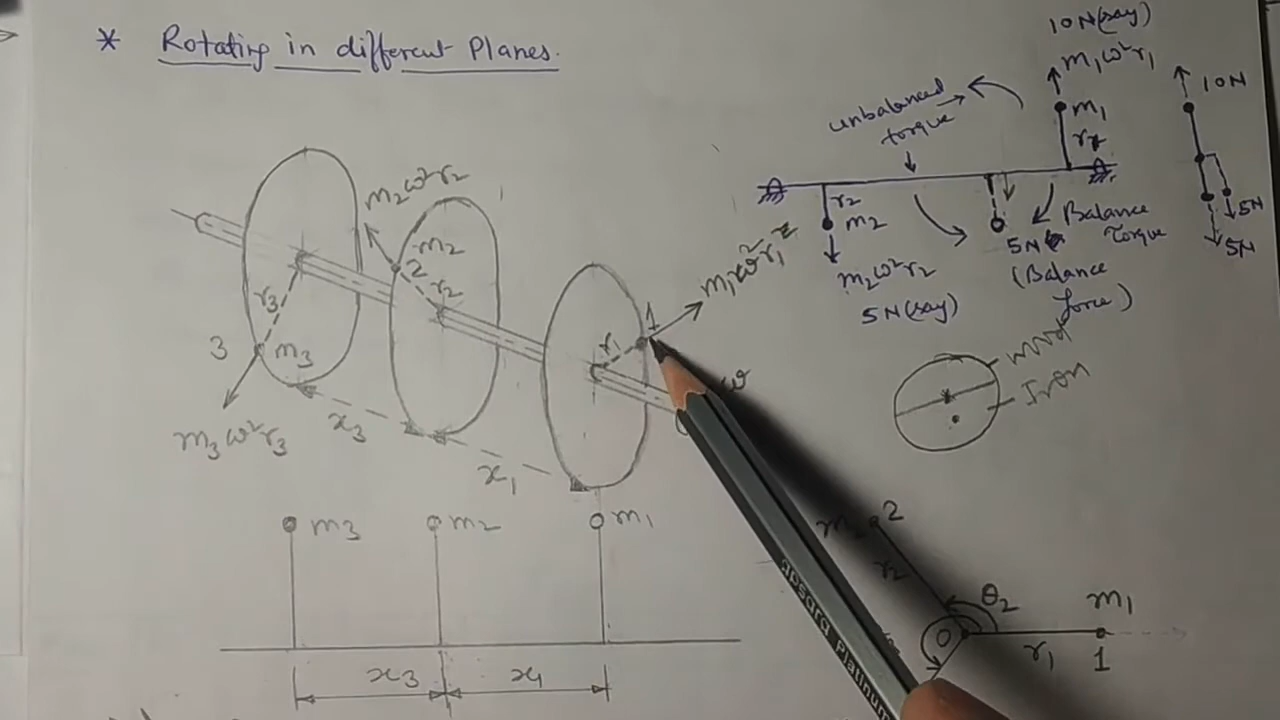 * Rotating in different Planes.
10N(say)
m₁ω²r₁
m₁
10N
unbalanced
torque
r₂
m₂
m₂ω²r₂
5N(say)
5N
(Balance
force)
Balance
Torque
5N
5N
m₂ω²r₂
m₂
2
r₂
r₃
3
m₃
m₃ω²r₃
1
r₁
ω
x₃
x₁
wood
Iron
m₃
m₂
m₁
x₃
x₁
2
r₂
θ₂
m₁
O
r₁
1
apsara Platinum